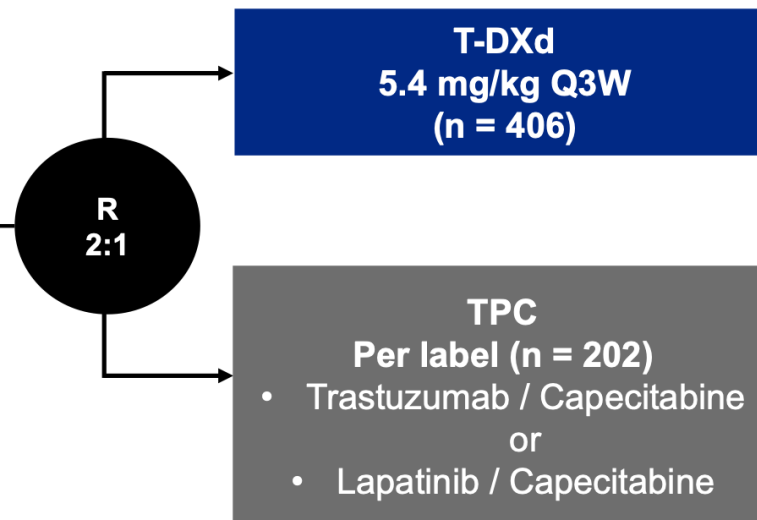 T-DXd
5.4 mg/kg Q3W
(n = 406)
R
2:1
TPC
Per label (n = 202)
• Trastuzumab / Capecitabine
or
• Lapatinib / Capecitabine